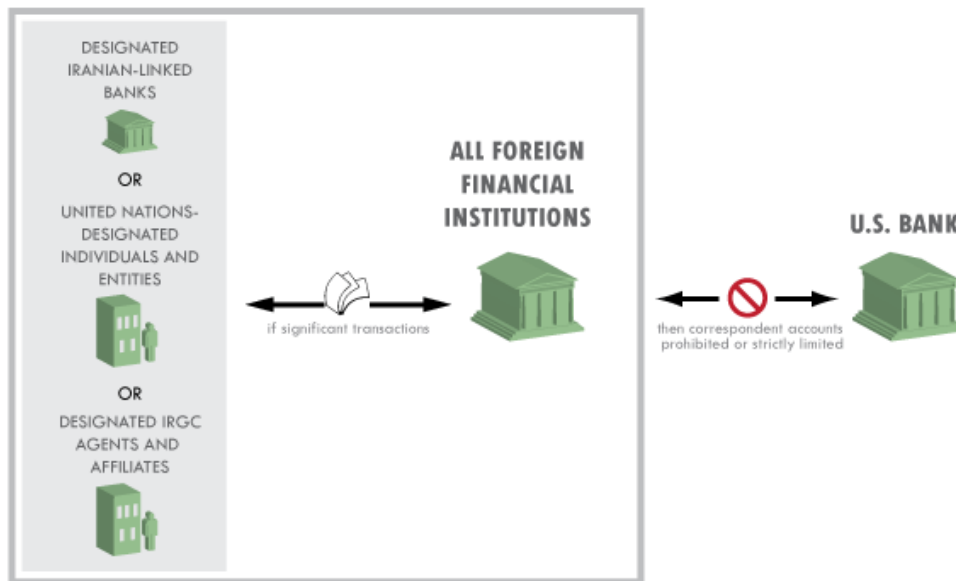 DESIGNATED
IRANIAN-LINKED
BANKS
OR
UNITED NATIONS-
DESIGNATED
INDIVIDUALS AND
ENTITIES
OR
DESIGNATED IRGC
AGENTS AND
AFFILIATES
if significant transactions
ALL FOREIGN
FINANCIAL
INSTITUTIONS
then correspondent accounts
prohibited or strictly limited
U.S. BANK